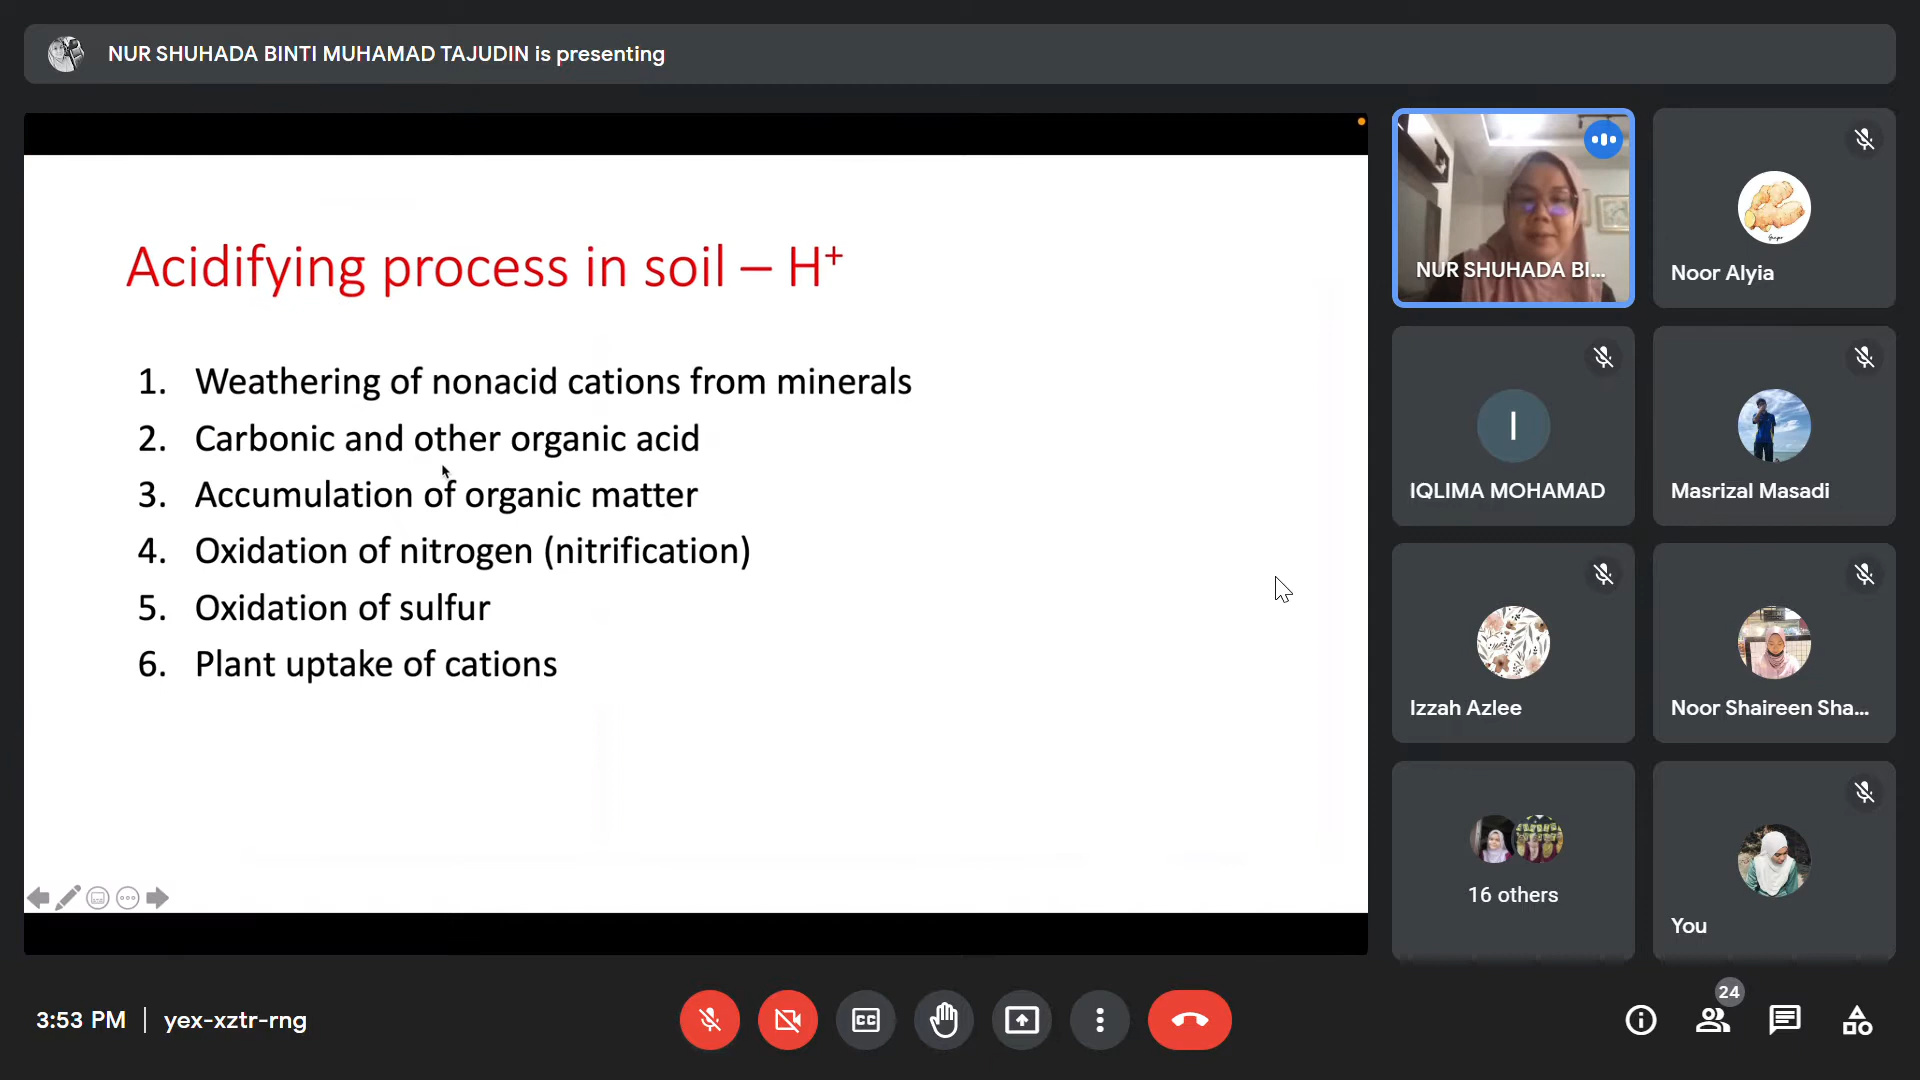 NUR SHUHADA BINTI MUHAMAD TAJUDIN is presenting
Acidifying process in soil – H+
1. Weathering of nonacid cations from minerals
2. Carbonic and other organic acid
3. Accumulation of organic matter
4. Oxidation of nitrogen (nitrification)
5. Oxidation of sulfur
6. Plant uptake of cations
NUR SHUHADA BI...
Noor Alyia
I
IQLIMA MOHAMAD
Masrizal Masadi
Izzah Azlee
Noor Shaireen Sha...
16 others
You
3:53 PM | yex-xztr-rng
CC
24